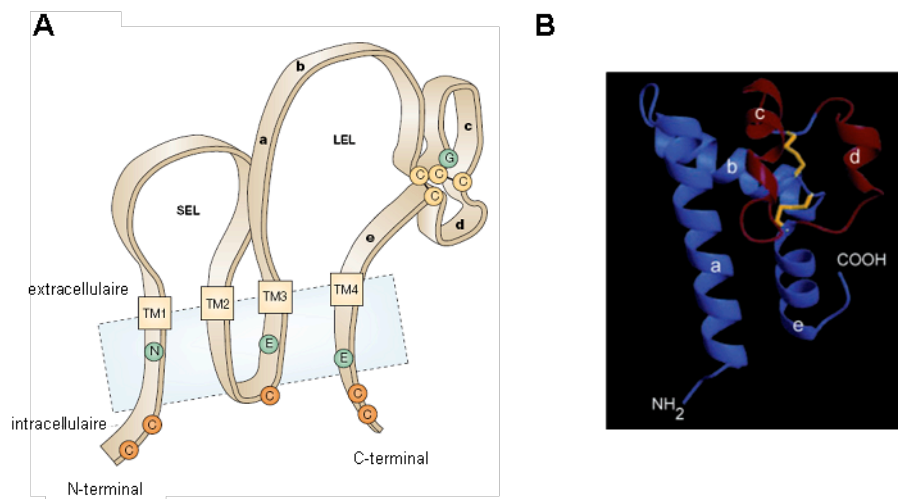 A
B
b
a
LEL
c
G
C
C
C
C
SEL
d
e
extracellulaire
TM1
TM2
TM3
TM4
N
E
E
C
C
C
intracellulaire
C
C
C-terminal
N-terminal
c
b
d
a
COOH
e
NH2